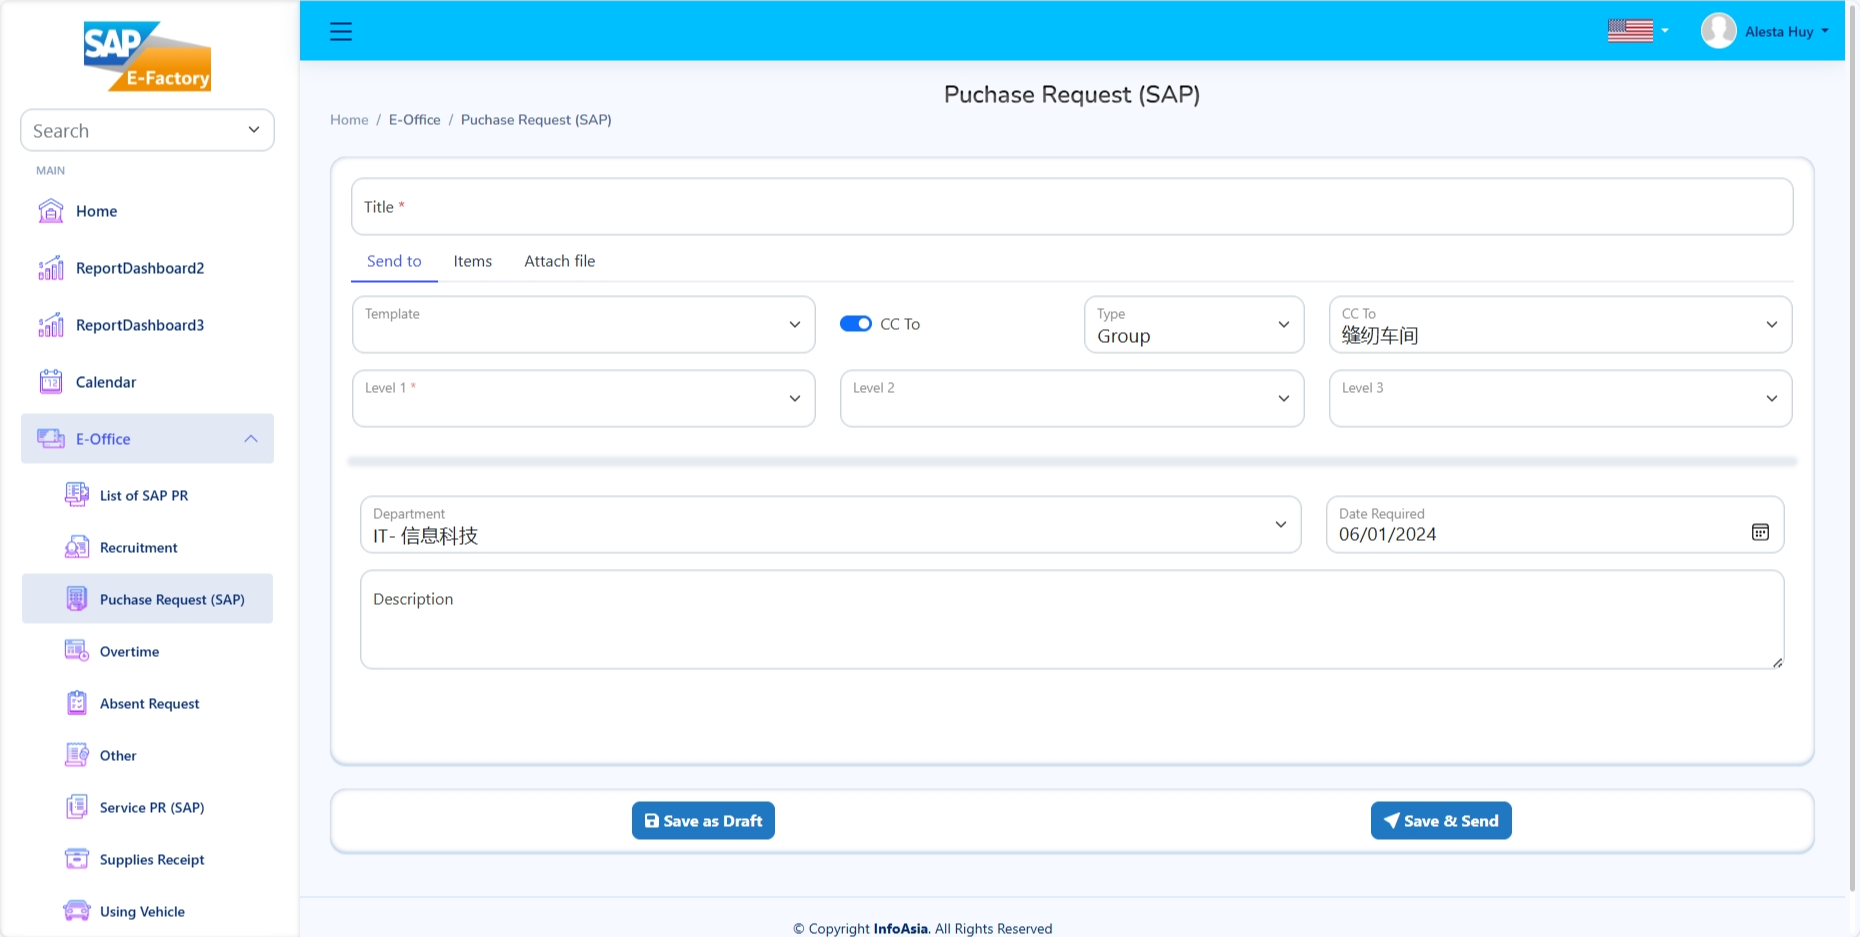 SAP
E-Factory
Search
MAIN
Home
ReportDashboard2
ReportDashboard3
Calendar
E-Office
List of SAP PR
Recruitment
Puchase Request (SAP)
Overtime
Absent Request
Other
Service PR (SAP)
Supplies Receipt
Using Vehicle
Alesta Huy
Puchase Request (SAP)
Home / E-Office / Puchase Request (SAP)
Title *
Send to Items Attach file
Template
CC To
Type
Group
CC To
缝纫车间
Level 1 *
Level 2
Level 3
Department
IT- 信息科技
Date Required
06/01/2024
Description
Save as Draft
Save & Send
© Copyright InfoAsia. All Rights Reserved